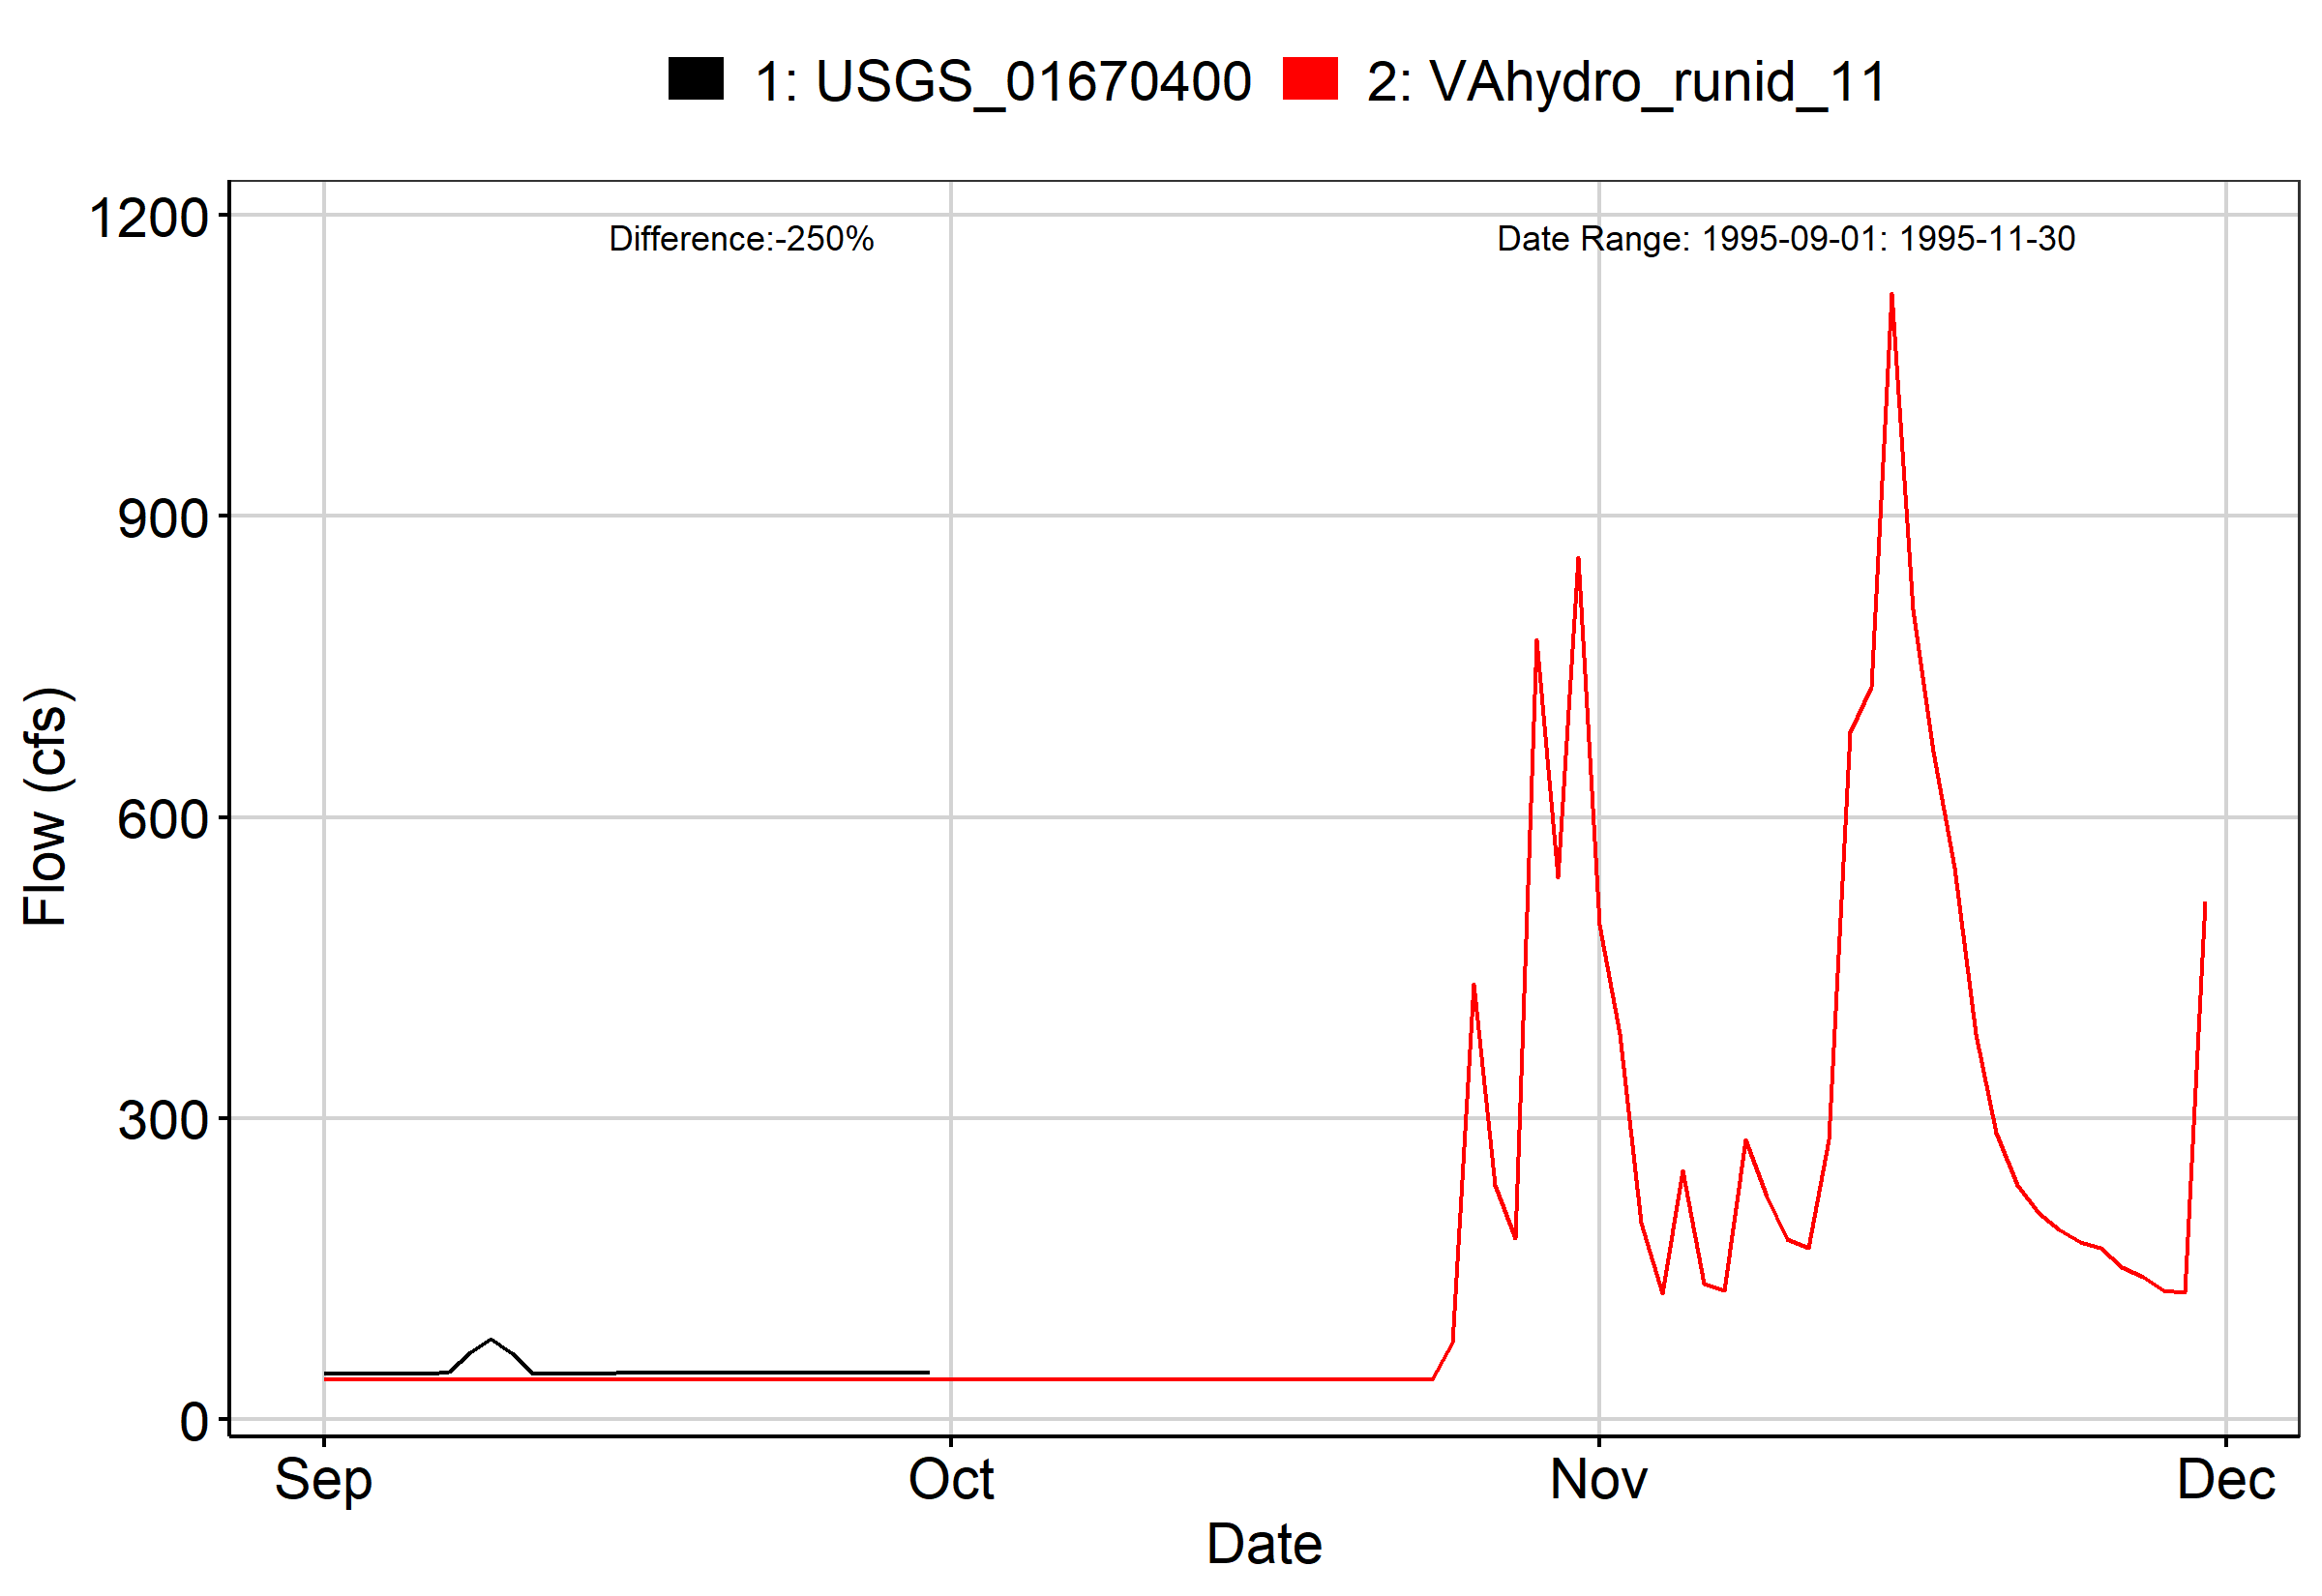 1: USGS_01670400 2: VAhydro_runid_11
1200
Difference:-250% Date Range: 1995-09-01: 1995-11-30
900
600
300
0
Flow (cfs)
Sep Oct Nov Dec
Date